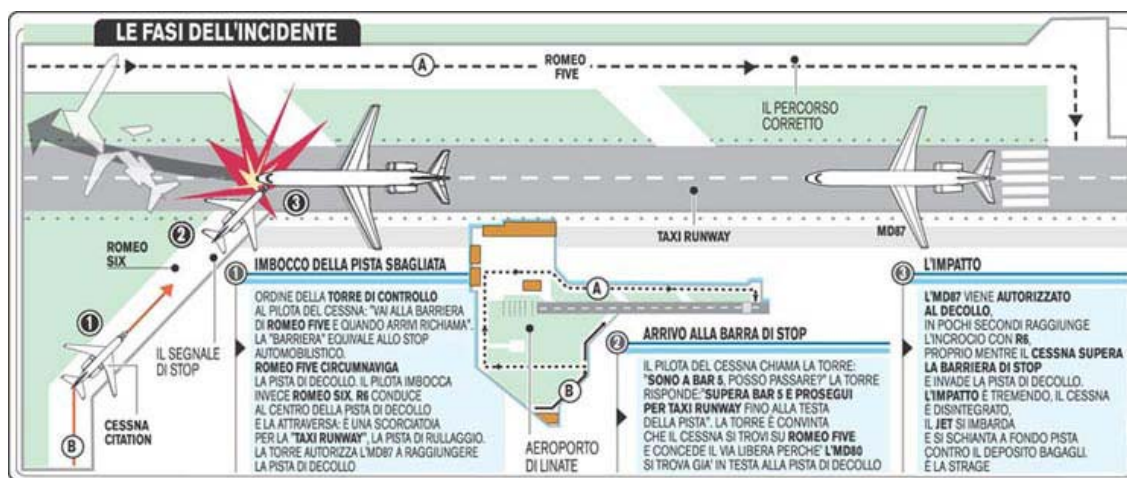 LE FASI DELL'INCIDENTE
A
ROMEO
FIVE
IL PERCORSO
CORRETTO
3
2
TAXI RUNWAY
MD87
ROMEO
SIX
1
IL SEGNALE
DI STOP
CESSNA
CITATION
B
1 IMBOCCO DELLA PISTA SBAGLIATA
ORDINE DELLA TORRE DI CONTROLLO
AL PILOTA DEL CESSNA: "VAI ALLA BARRIERA
DI ROMEO FIVE E QUANDO ARRIVI RICHIAMA".
LA "BARRIERA" EQUIVALE ALLO STOP
AUTOMOBILISTICO.
ROMEO FIVE CIRCUMNAVIGA
LA PISTA DI DECOLLO. IL PILOTA IMBOCCA
INVECE ROMEO SIX. R6 CONDUCE
AL CENTRO DELLA PISTA DI DECOLLO
E LA ATTRAVERSA: È UNA SCORCIATOIA
PER LA "TAXI RUNWAY", LA PISTA DI RULLAGGIO.
LA TORRE AUTORIZZA L'MD87 A RAGGIUNGERE
LA PISTA DI DECOLLO
A
B
AEROPORTO
DI LINATE
2 ARRIVO ALLA BARRA DI STOP
IL PILOTA DEL CESSNA CHIAMA LA TORRE:
"SONO A BAR 5, POSSO PASSARE?" LA TORRE
RISPONDE:"SUPERA BAR 5 E PROSEGUI
PER TAXI RUNWAY FINO ALLA TESTA
DELLA PISTA". LA TORRE È CONVINTA
CHE IL CESSNA SI TROVI SU ROMEO FIVE
E CONCEDE IL VIA LIBERA PERCHE' L'MD80
SI TROVA GIA' IN TESTA ALLA PISTA DI DECOLLO
3 L'IMPATTO
L'MD87 VIENE AUTORIZZATO
AL DECOLLO,
IN POCHI SECONDI RAGGIUNGE
L'INCROCIO CON R6,
PROPRIO MENTRE IL CESSNA SUPERA
LA BARRIERA DI STOP
E INVADE LA PISTA DI DECOLLO.
L'IMPATTO È TREMENDO, IL CESSNA
È DISINTEGRATO,
IL JET SI IMBARDA
E SI SCHIANTA A FONDO PISTA
CONTRO IL DEPOSITO BAGAGLI.
È LA STRAGE